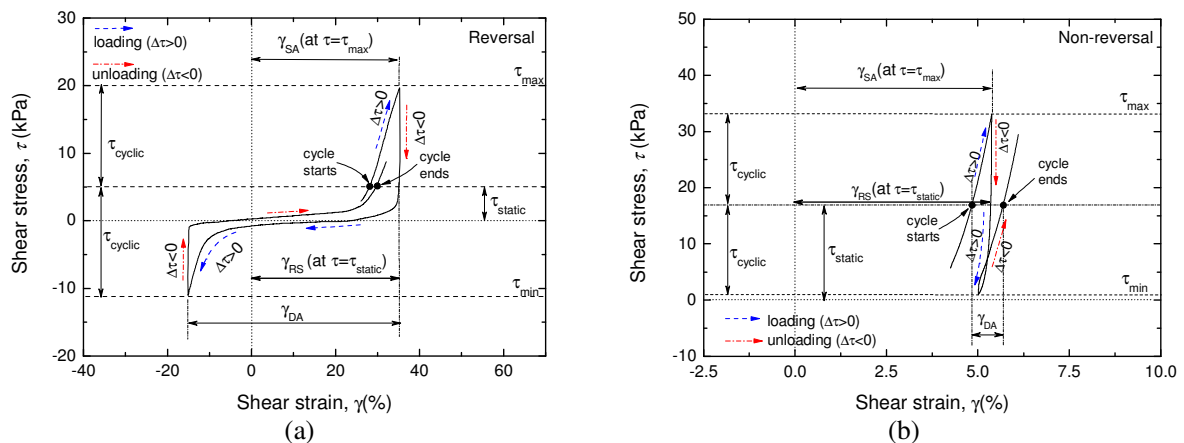 30
20
10
0
-10
-20
-40
-20
0
20
40
60
Shear stress, τ (kPa)
Shear strain, γ(%)
loading (Δτ>0)
unloading (Δτ<0)
γSA(at τ=τmax)
Reversal
τmax
Δτ>0
Δτ<0
τcyclic
cycle
starts
cycle
ends
τstatic
τcyclic
Δτ<0
Δτ>0
γRS (at τ=τstatic)
τmin
γDA
(a)
50
40
30
20
10
0
-10
-2.5
0.0
2.5
5.0
7.5
10.0
Shear stress, τ (kPa)
Shear strain, γ(%)
Non-reversal
γSA(at τ=τmax)
τmax
Δτ>0
Δτ<0
τcyclic
cycle
ends
γRS(at τ=τstatic)
cycle
starts
τcyclic
τstatic
Δτ>0
Δτ<0
τmin
loading (Δτ>0)
unloading (Δτ<0)
γDA
(b)